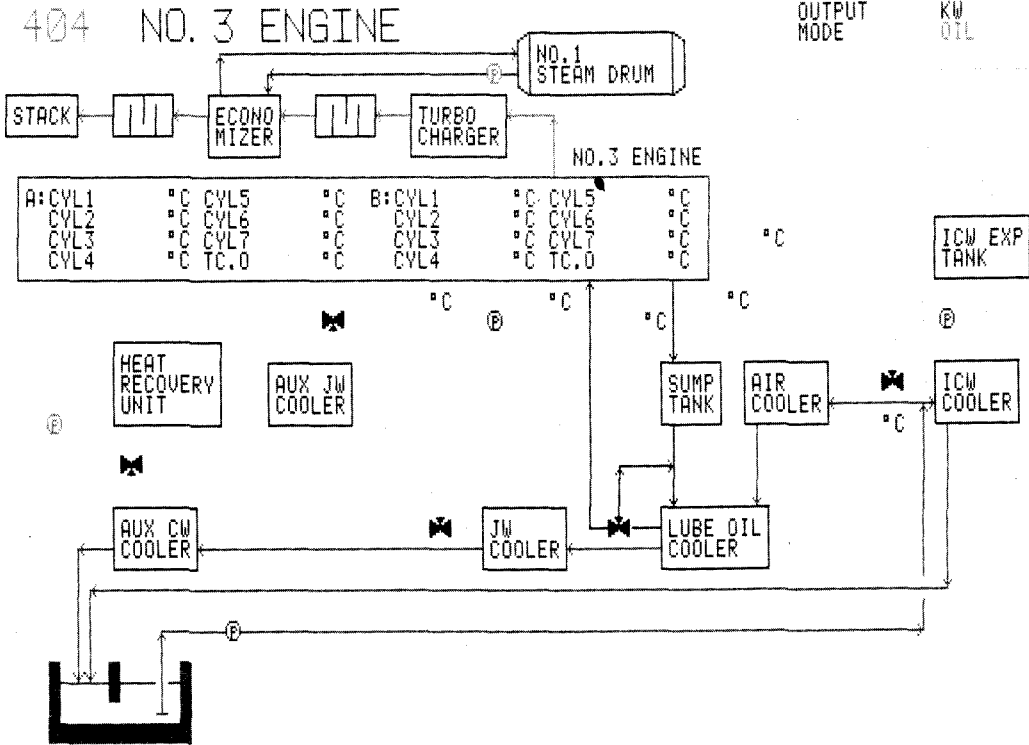 404 NO. 3 ENGINE
OUTPUT KW
MODE OIL
NO.1
STEAM DRUM
P
STACK
ECONO
MIZER
TURBO
CHARGER
NO.3 ENGINE
A:CYL1 °C CYL5 °C B:CYL1 °C CYL5 °C
CYL2 CYL6 CYL2 CYL6
CYL3 °C CYL7 °C CYL3 °C CYL7 °C
CYL4 °C TC.O °C CYL4 °C TC.O °C
°C
ICW EXP
TANK
°C °C °C °C
P P
HEAT
RECOVERY
UNIT
AUX JW
COOLER
SUMP
TANK
AIR
COOLER
ICW
COOLER
°C
P
AUX CW
COOLER
JW
COOLER
LUBE OIL
COOLER
P